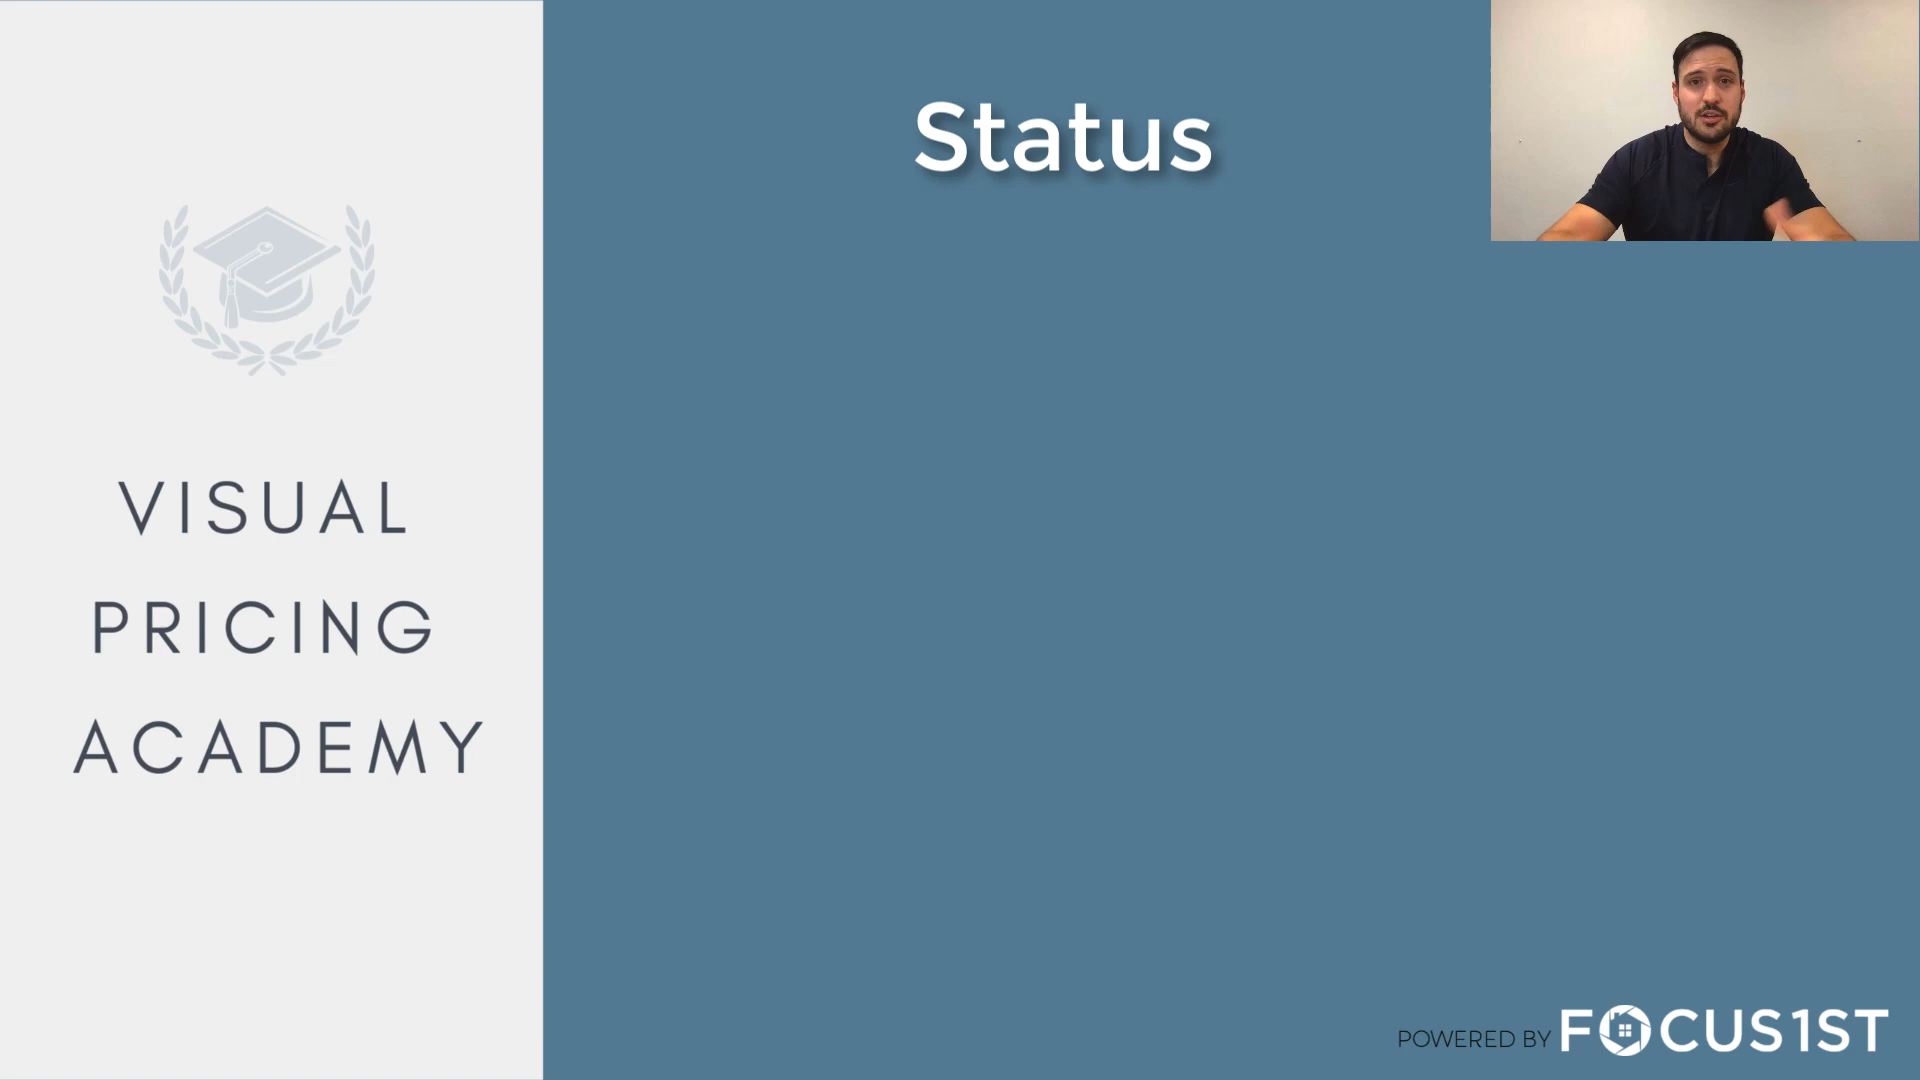 Status
VISUAL
PRICING
ACADEMY
POWERED BY FOCUS1ST